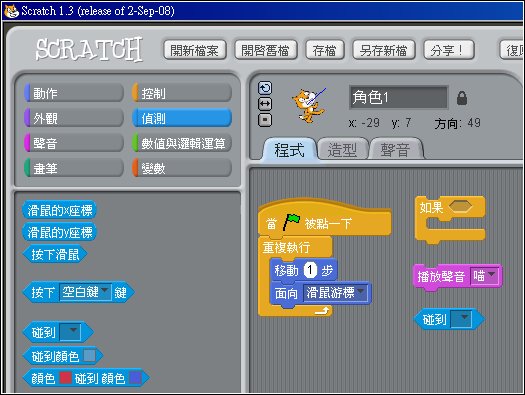 Scratch 1.3 (release of 2-Sep-08)
SCRATCH 開新檔案 開啓舊檔 存檔 另存新檔 分享！
動作 控制
外觀 偵測
聲音 數值與邏輯運算
畫筆 變數
滑鼠的x座標
滑鼠的y座標
按下滑鼠
按下 空白鍵 鍵
碰到
碰到顏色
顏色 碰到 顏色
角色1
x: -29 y: 7 方向: 49
程式 造型 聲音
當 被點一下
重複執行
移動 1 步
面向 滑鼠游標
如果
播放聲音 喵
碰到